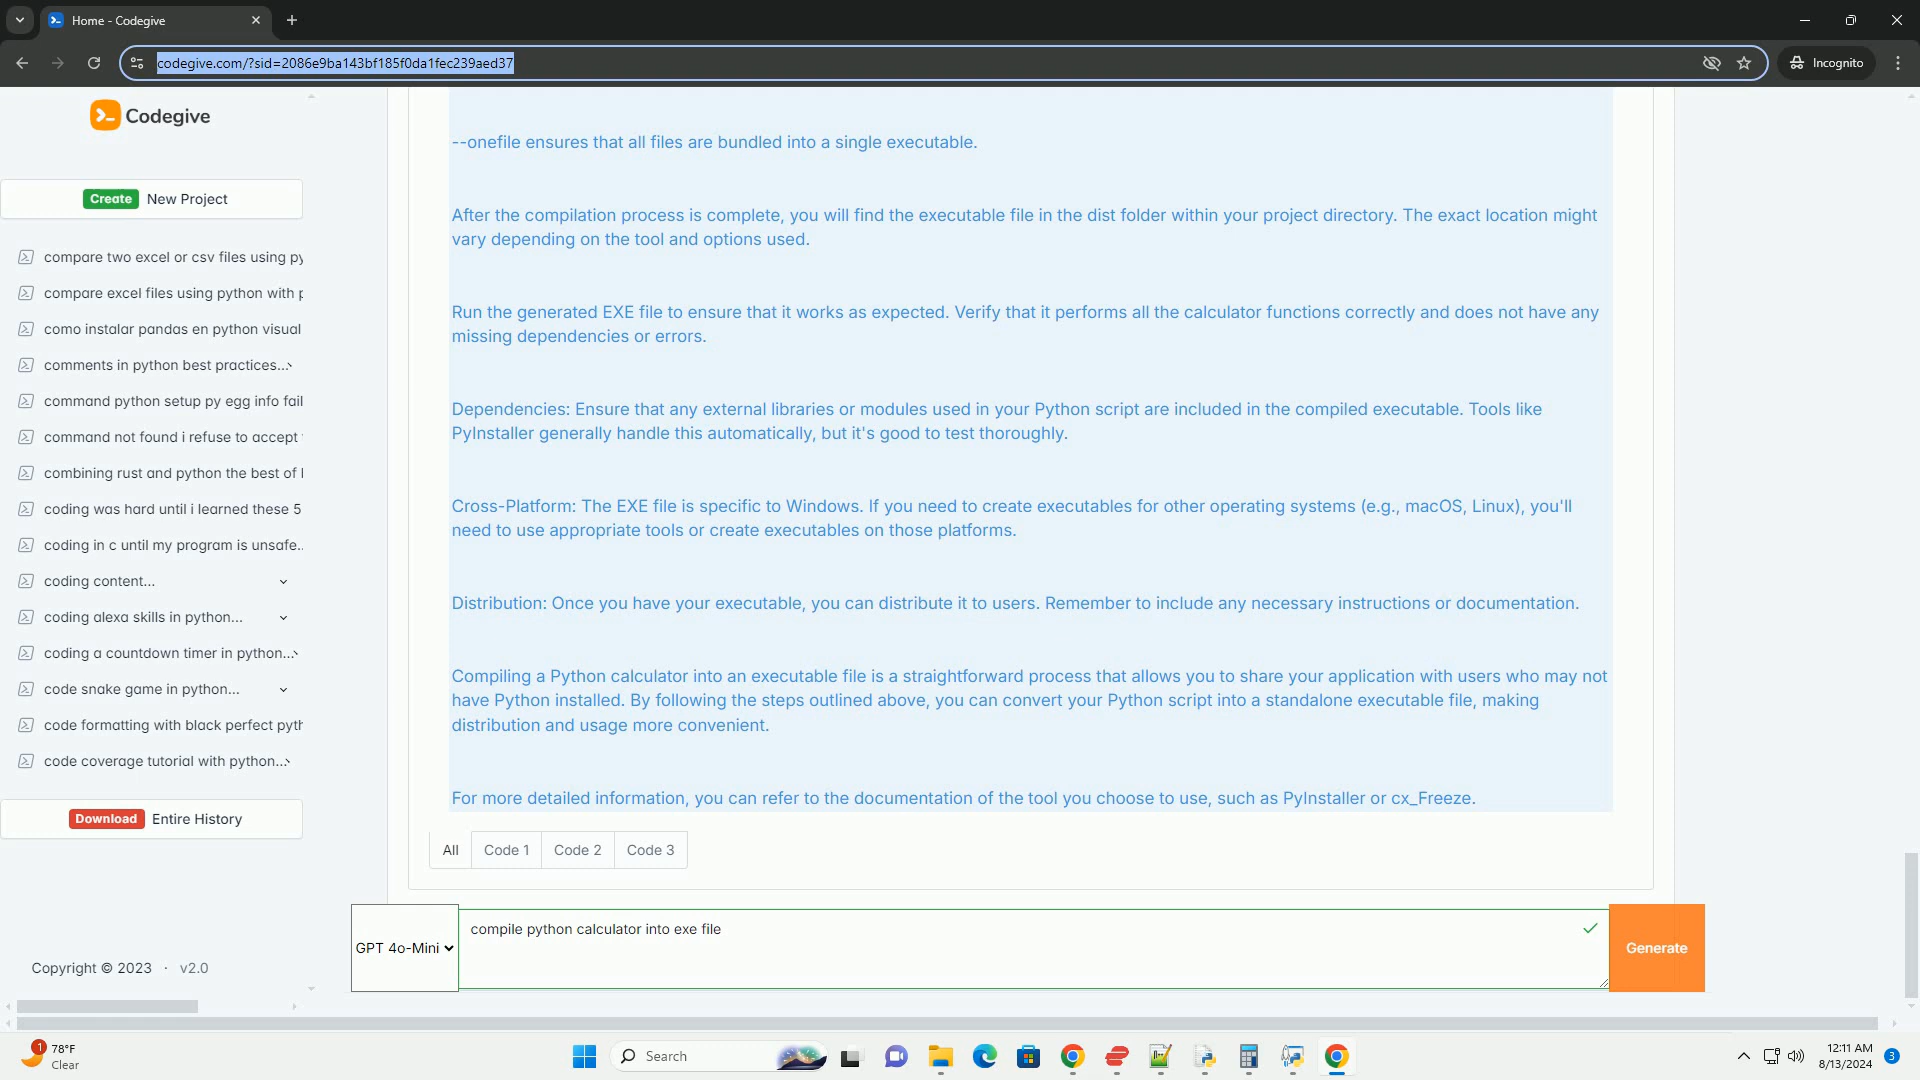 Home - Codegive
codegive.com/?sid=2086e9ba143bf185f0da1fec239aed37
Incognito
Codegive
Create New Project
compare two excel or csv files using py
compare excel files using python with p
como instalar pandas en python visual
comments in python best practices...
command python setup py egg info fail
command not found i refuse to accept
combining rust and python the best of
coding was hard until i learned these 5
coding in c until my program is unsafe..
coding content...
coding alexa skills in python...
coding a countdown timer in python...
code snake game in python...
code formatting with black perfect pyth
code coverage tutorial with python...
Download Entire History
Copyright © 2023 · v2.0
--onefile ensures that all files are bundled into a single executable.
After the compilation process is complete, you will find the executable file in the dist folder within your project directory. The exact location might
vary depending on the tool and options used.
Run the generated EXE file to ensure that it works as expected. Verify that it performs all the calculator functions correctly and does not have any
missing dependencies or errors.
Dependencies: Ensure that any external libraries or modules used in your Python script are included in the compiled executable. Tools like
PyInstaller generally handle this automatically, but it's good to test thoroughly.
Cross-Platform: The EXE file is specific to Windows. If you need to create executables for other operating systems (e.g., macOS, Linux), you'll
need to use appropriate tools or create executables on those platforms.
Distribution: Once you have your executable, you can distribute it to users. Remember to include any necessary instructions or documentation.
Compiling a Python calculator into an executable file is a straightforward process that allows you to share your application with users who may not
have Python installed. By following the steps outlined above, you can convert your Python script into a standalone executable file, making
distribution and usage more convenient.
For more detailed information, you can refer to the documentation of the tool you choose to use, such as PyInstaller or cx_Freeze.
All Code 1 Code 2 Code 3
GPT 4o-Mini
compile python calculator into exe file
Generate
1
78°F
Clear
Search
12:11 AM
8/13/2024
3